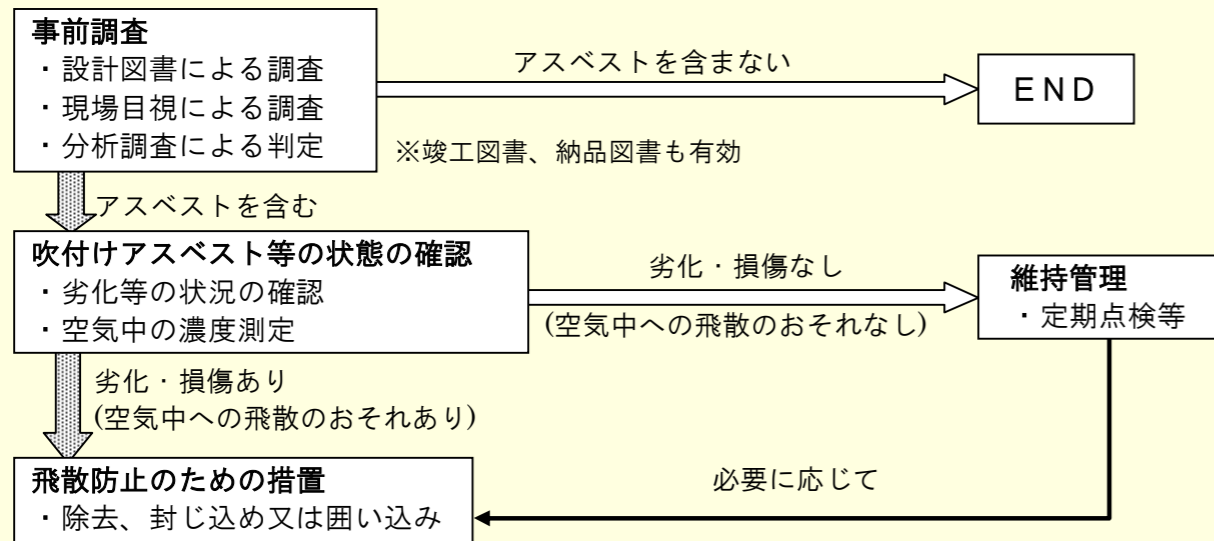 事前調査
・設計図書による調査
・現場目視による調査
・分析調査による判定
アスベストを含まない
ＥＮＤ
※竣工図書、納品図書も有効
アスベストを含む
吹付けアスベスト等の状態の確認
・劣化等の状況の確認
・空気中の濃度測定
劣化・損傷なし
(空気中への飛散のおそれなし)
維持管理
・定期点検等
劣化・損傷あり
(空気中への飛散のおそれあり)
飛散防止のための措置
・除去、封じ込め又は囲い込み
必要に応じて